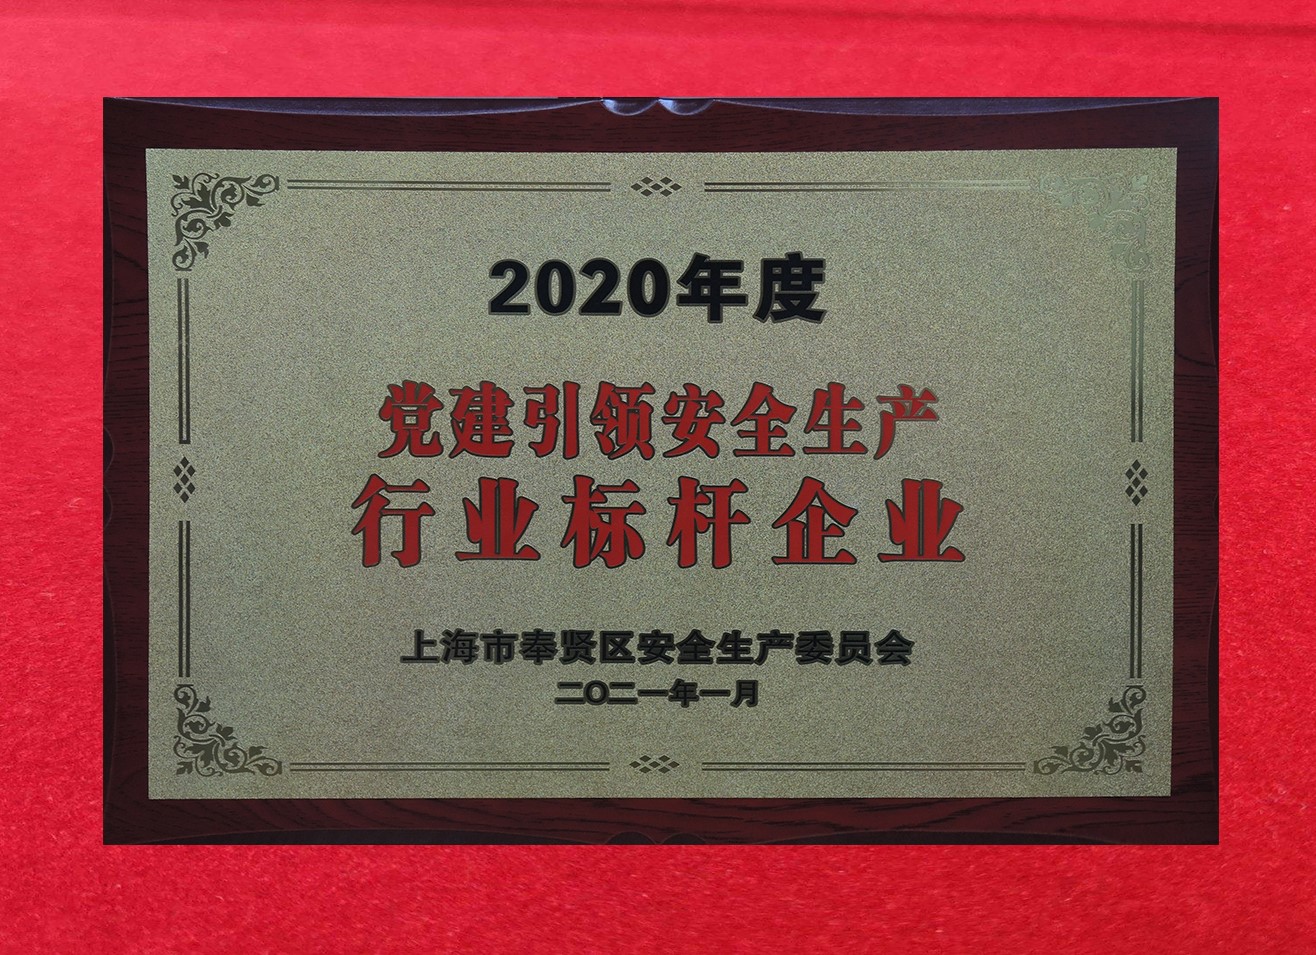 2020年度
党建引领安全生产
行业标杆企业
上海市奉贤区安全生产委员会
二〇二一年一月